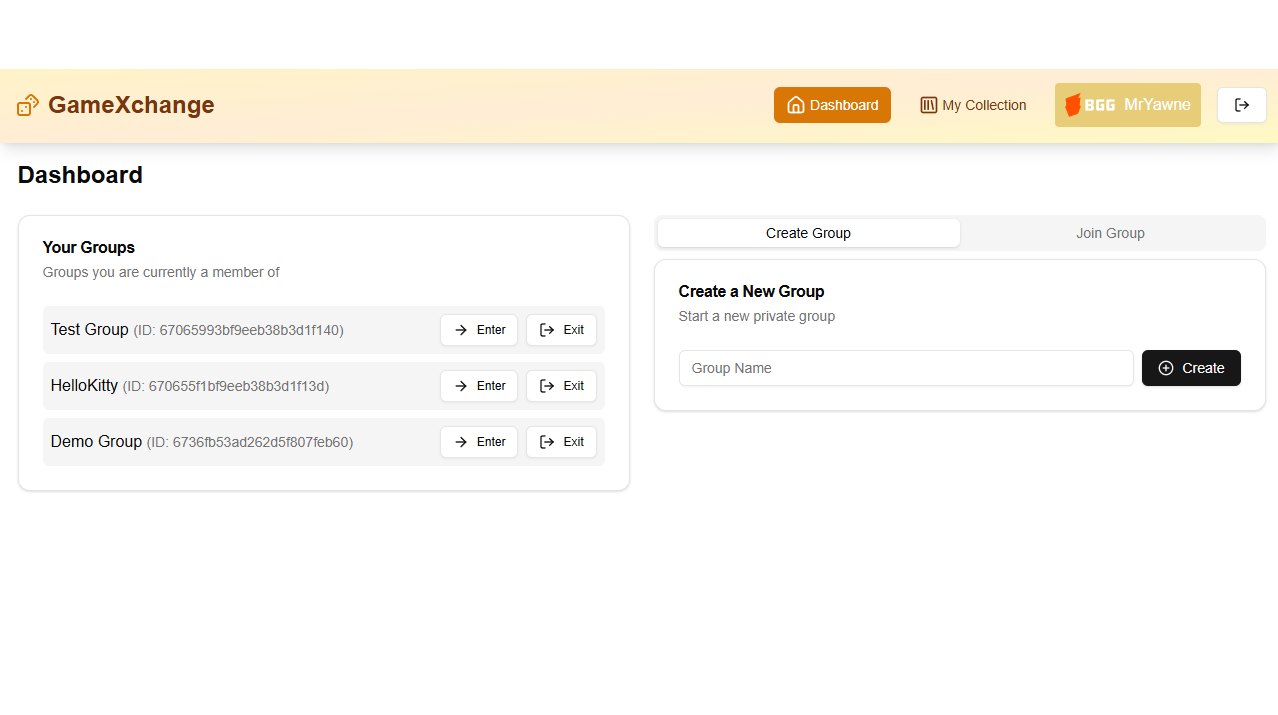 GameXchange
Dashboard
My Collection
BGG MrYawne
Dashboard
Your Groups
Groups you are currently a member of
Test Group (ID: 67065993bf9eeb38b3d1f140)
Enter
Exit
HelloKitty (ID: 670655f1bf9eeb38b3d1f13d)
Enter
Exit
Demo Group (ID: 6736fb53ad262d5f807feb60)
Enter
Exit
Create Group
Join Group
Create a New Group
Start a new private group
Group Name
Create